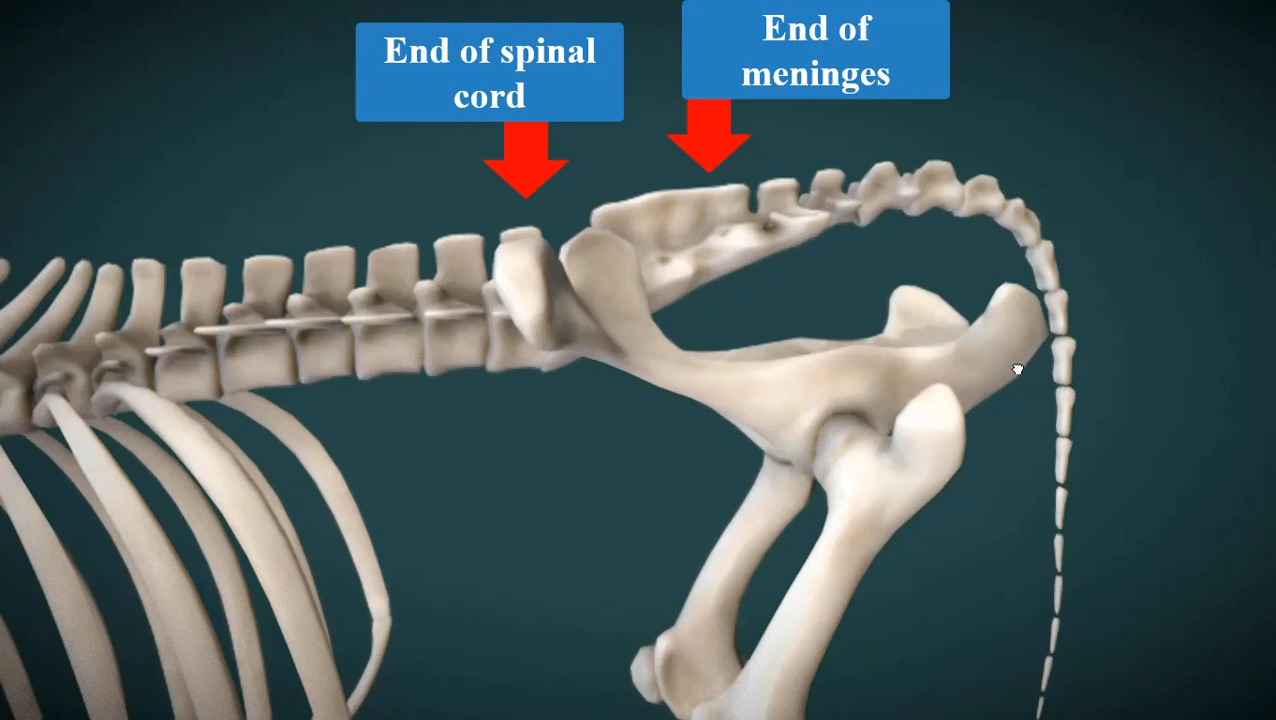 End of spinal
cord
End of
meninges